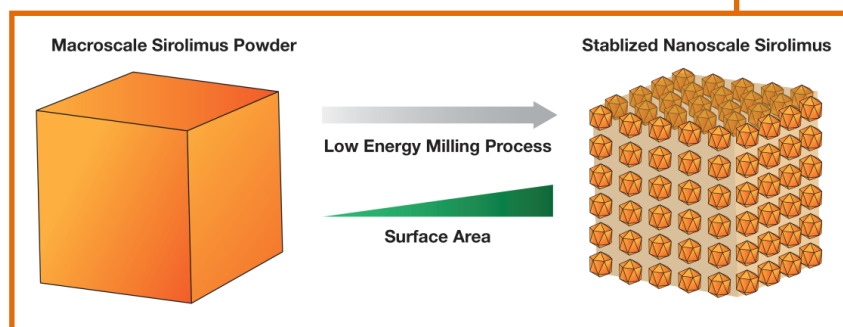 Macroscale Sirolimus Powder
Stablized Nanoscale Sirolimus
Low Energy Milling Process
Surface Area